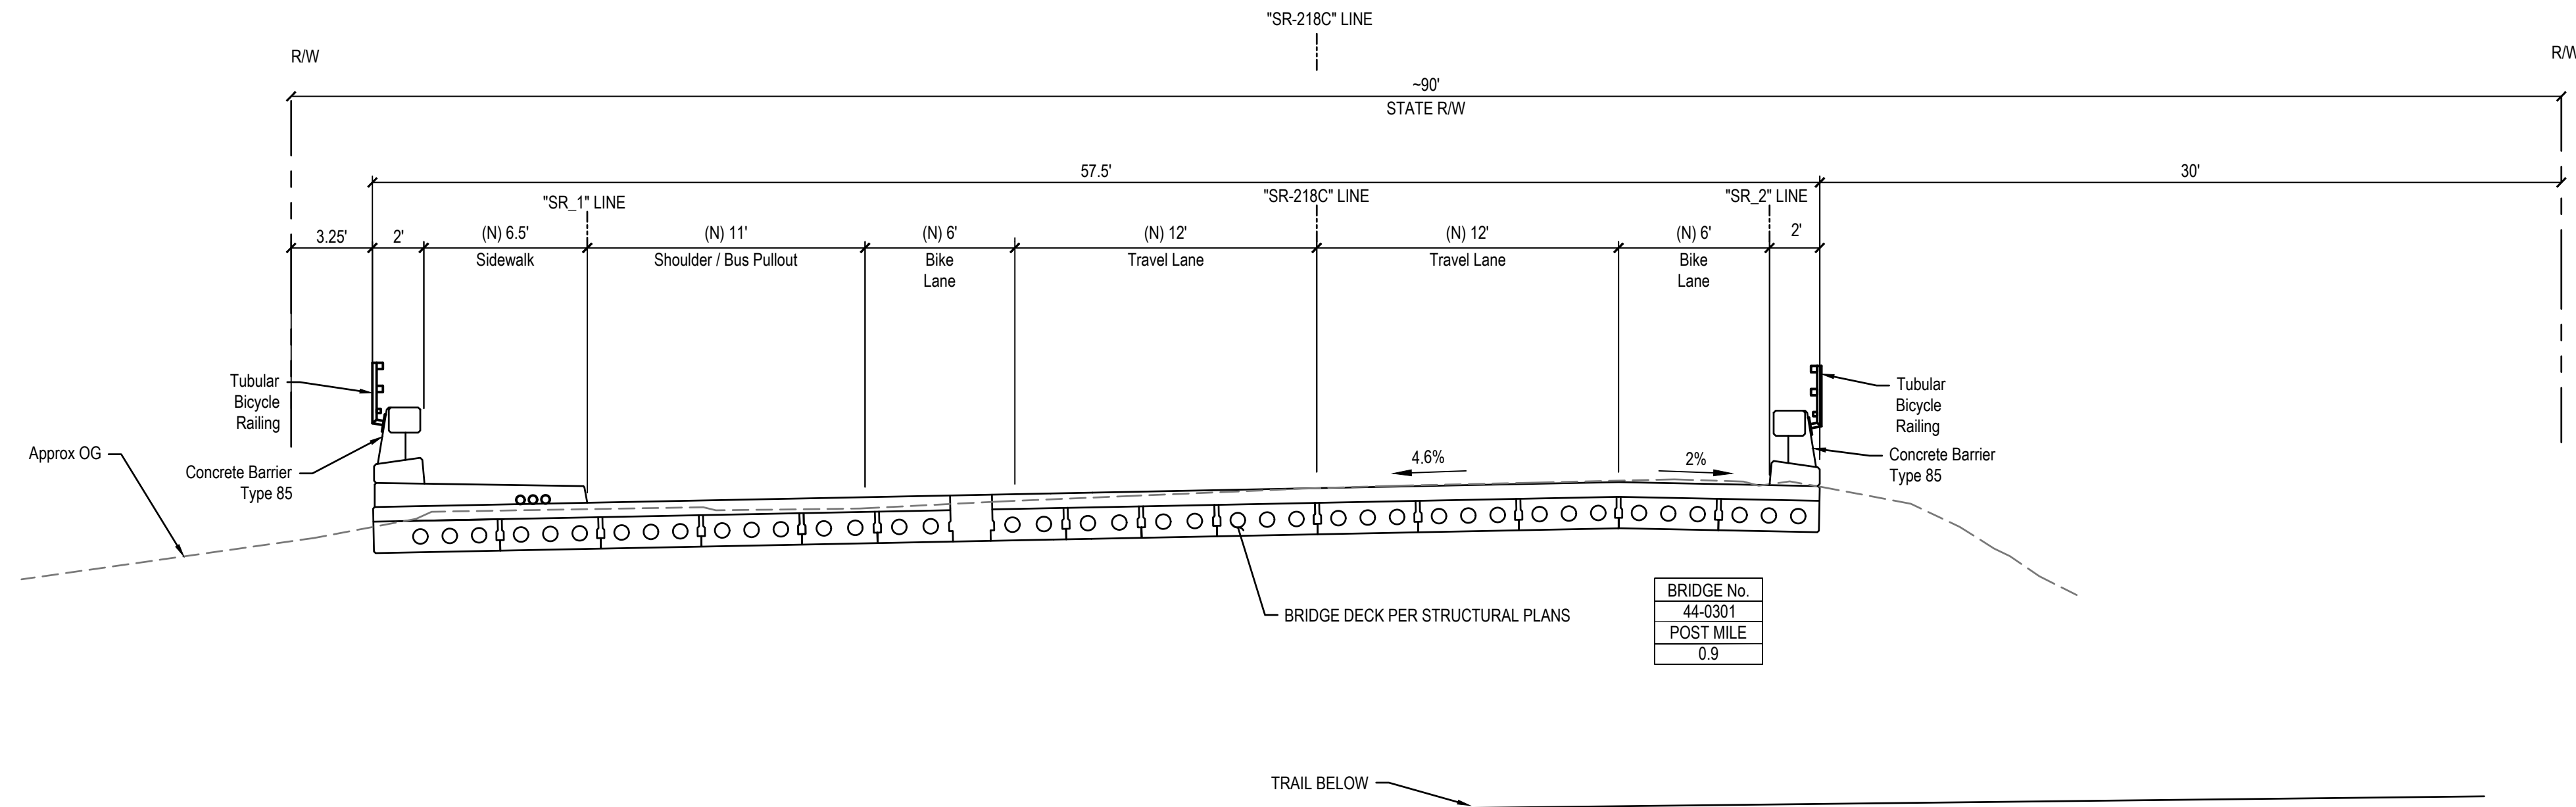 "SR-218C" LINE
R/W
R/W
~90'
STATE R/W
57.5'
30'
"SR_1" LINE
"SR-218C" LINE
"SR_2" LINE
3.25'
2'
(N) 6.5'
(N) 11'
(N) 6'
(N) 12'
(N) 12'
(N) 6'
2'
Sidewalk
Shoulder / Bus Pullout
Bike
Lane
Travel Lane
Travel Lane
Bike
Lane
Tubular
Bicycle
Railing
Tubular
Bicycle
Railing
Approx OG
Concrete Barrier
Type 85
4.6%
2%
Concrete Barrier
Type 85
BRIDGE DECK PER STRUCTURAL PLANS
BRIDGE No.
44-0301
POST MILE
0.9
TRAIL BELOW